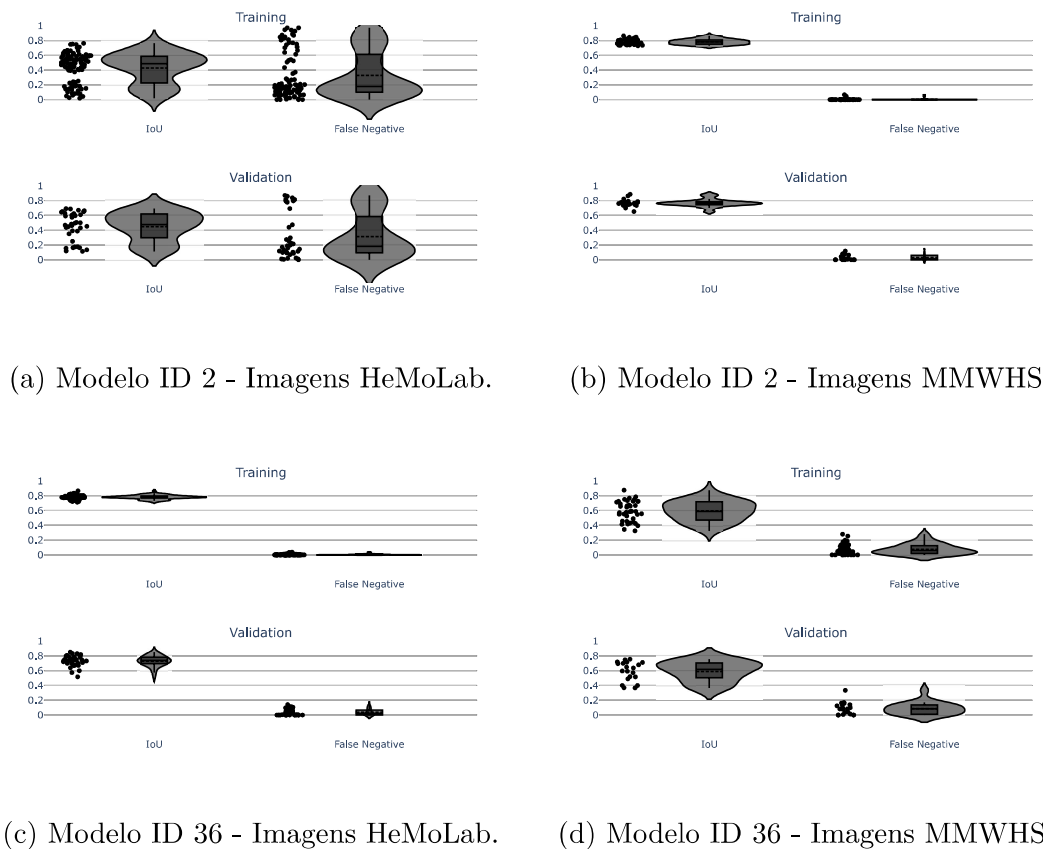 Training
1
0.8
0.6
0.4
0.2
0
IoU
False Negative
Validation
1
0.8
0.6
0.4
0.2
0
IoU
False Negative
(a) Modelo ID 2 - Imagens HeMoLab.
Training
1
0.8
0.6
0.4
0.2
0
IoU
False Negative
Validation
1
0.8
0.6
0.4
0.2
0
IoU
False Negative
(b) Modelo ID 2 - Imagens MMWHS
Training
1
0.8
0.6
0.4
0.2
0
IoU
False Negative
Validation
1
0.8
0.6
0.4
0.2
0
IoU
False Negative
(c) Modelo ID 36 - Imagens HeMoLab.
Training
1
0.8
0.6
0.4
0.2
0
IoU
False Negative
Validation
1
0.8
0.6
0.4
0.2
0
IoU
False Negative
(d) Modelo ID 36 - Imagens MMWHS